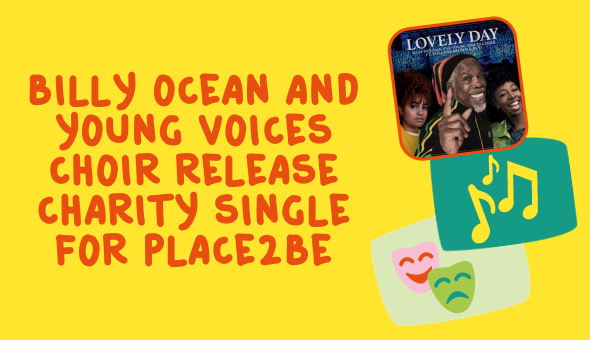 BILLY OCEAN AND
YOUNG VOICES
CHOIR RELEASE
CHARITY SINGLE
FOR PLACE2BE
LOVELY DAY